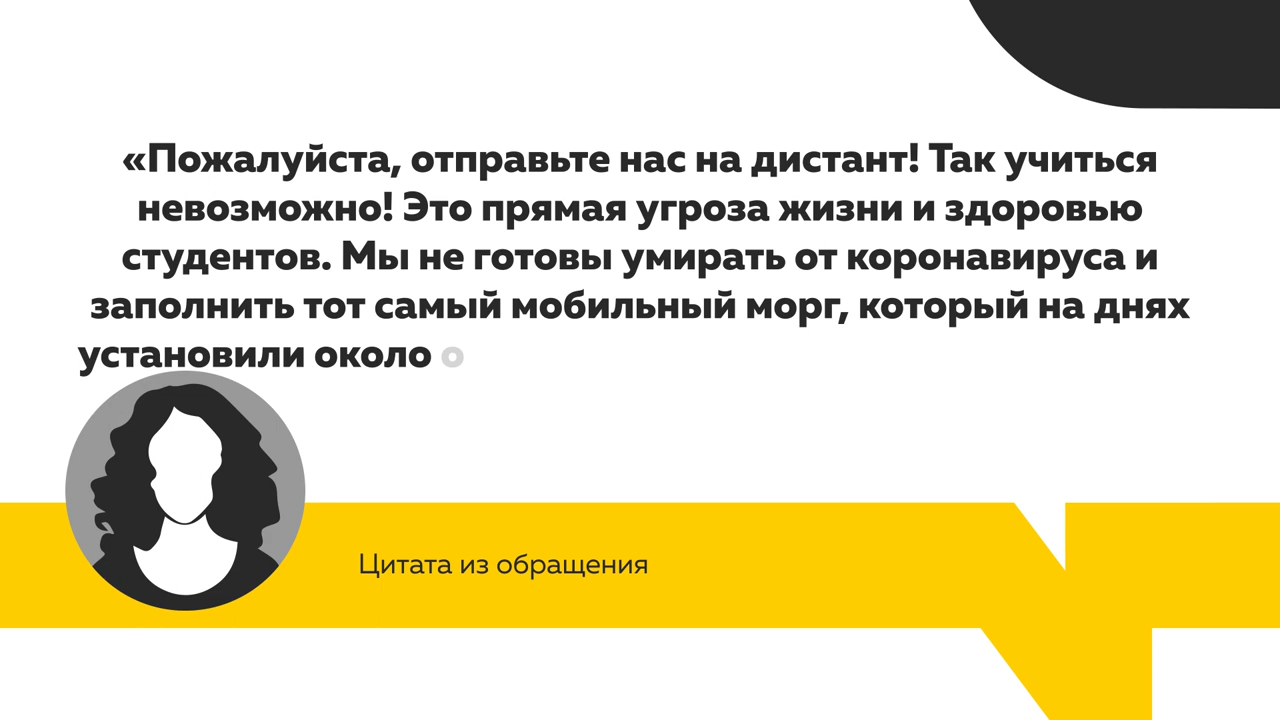 «Пожалуйста, отправьте нас на дистант! Так учиться
невозможно! Это прямая угроза жизни и здоровью
студентов. Мы не готовы умирать от коронавируса и
заполнить тот самый мобильный морг, который на днях
установили около о
Цитата из обращения